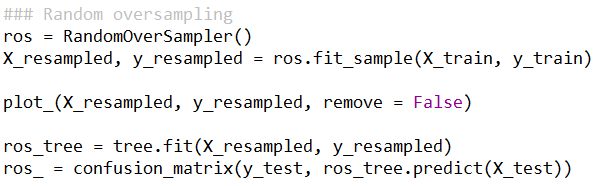 ### Random oversampling
ros = RandomOverSampler()
X_resampled, y_resampled = ros.fit_sample(X_train, y_train)
plot_(X_resampled, y_resampled, remove = False)
ros_tree = tree.fit(X_resampled, y_resampled)
ros_ = confusion_matrix(y_test, ros_tree.predict(X_test))